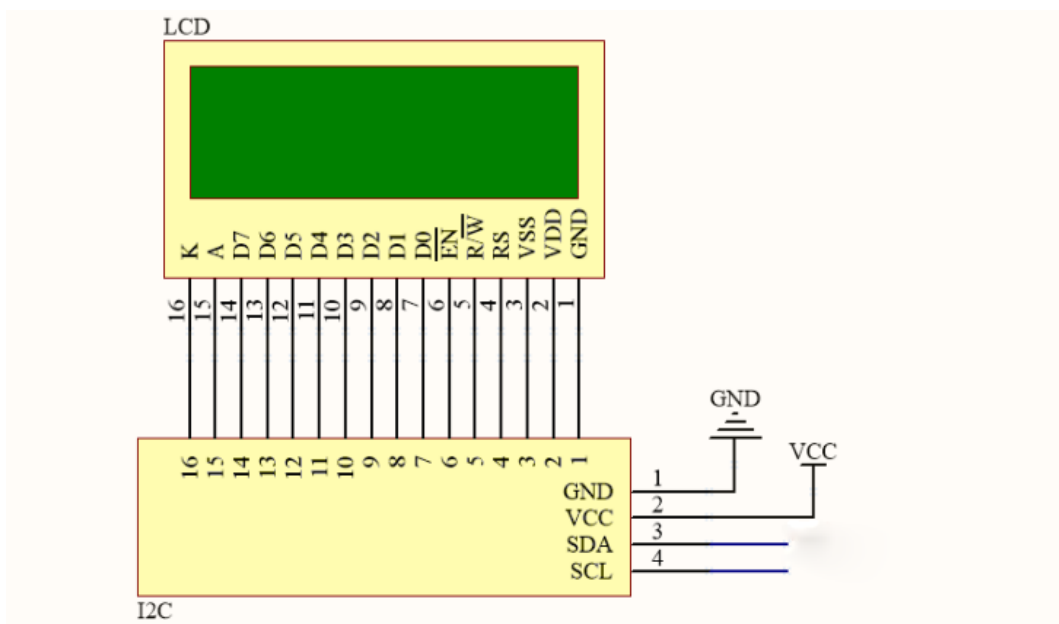 LCD
K A D7 D6 D5 D4 D3 D2 D1 D0 EN R/W RS VSS VDD GND
16 15 14 13 12 11 10 9 8 7 6 5 4 3 2 1
16 15 14 13 12 11 10 9 8 7 6 5 4 3 2 1
GND
VCC
GND 1
VCC 2
SDA 3
SCL 4
I2C